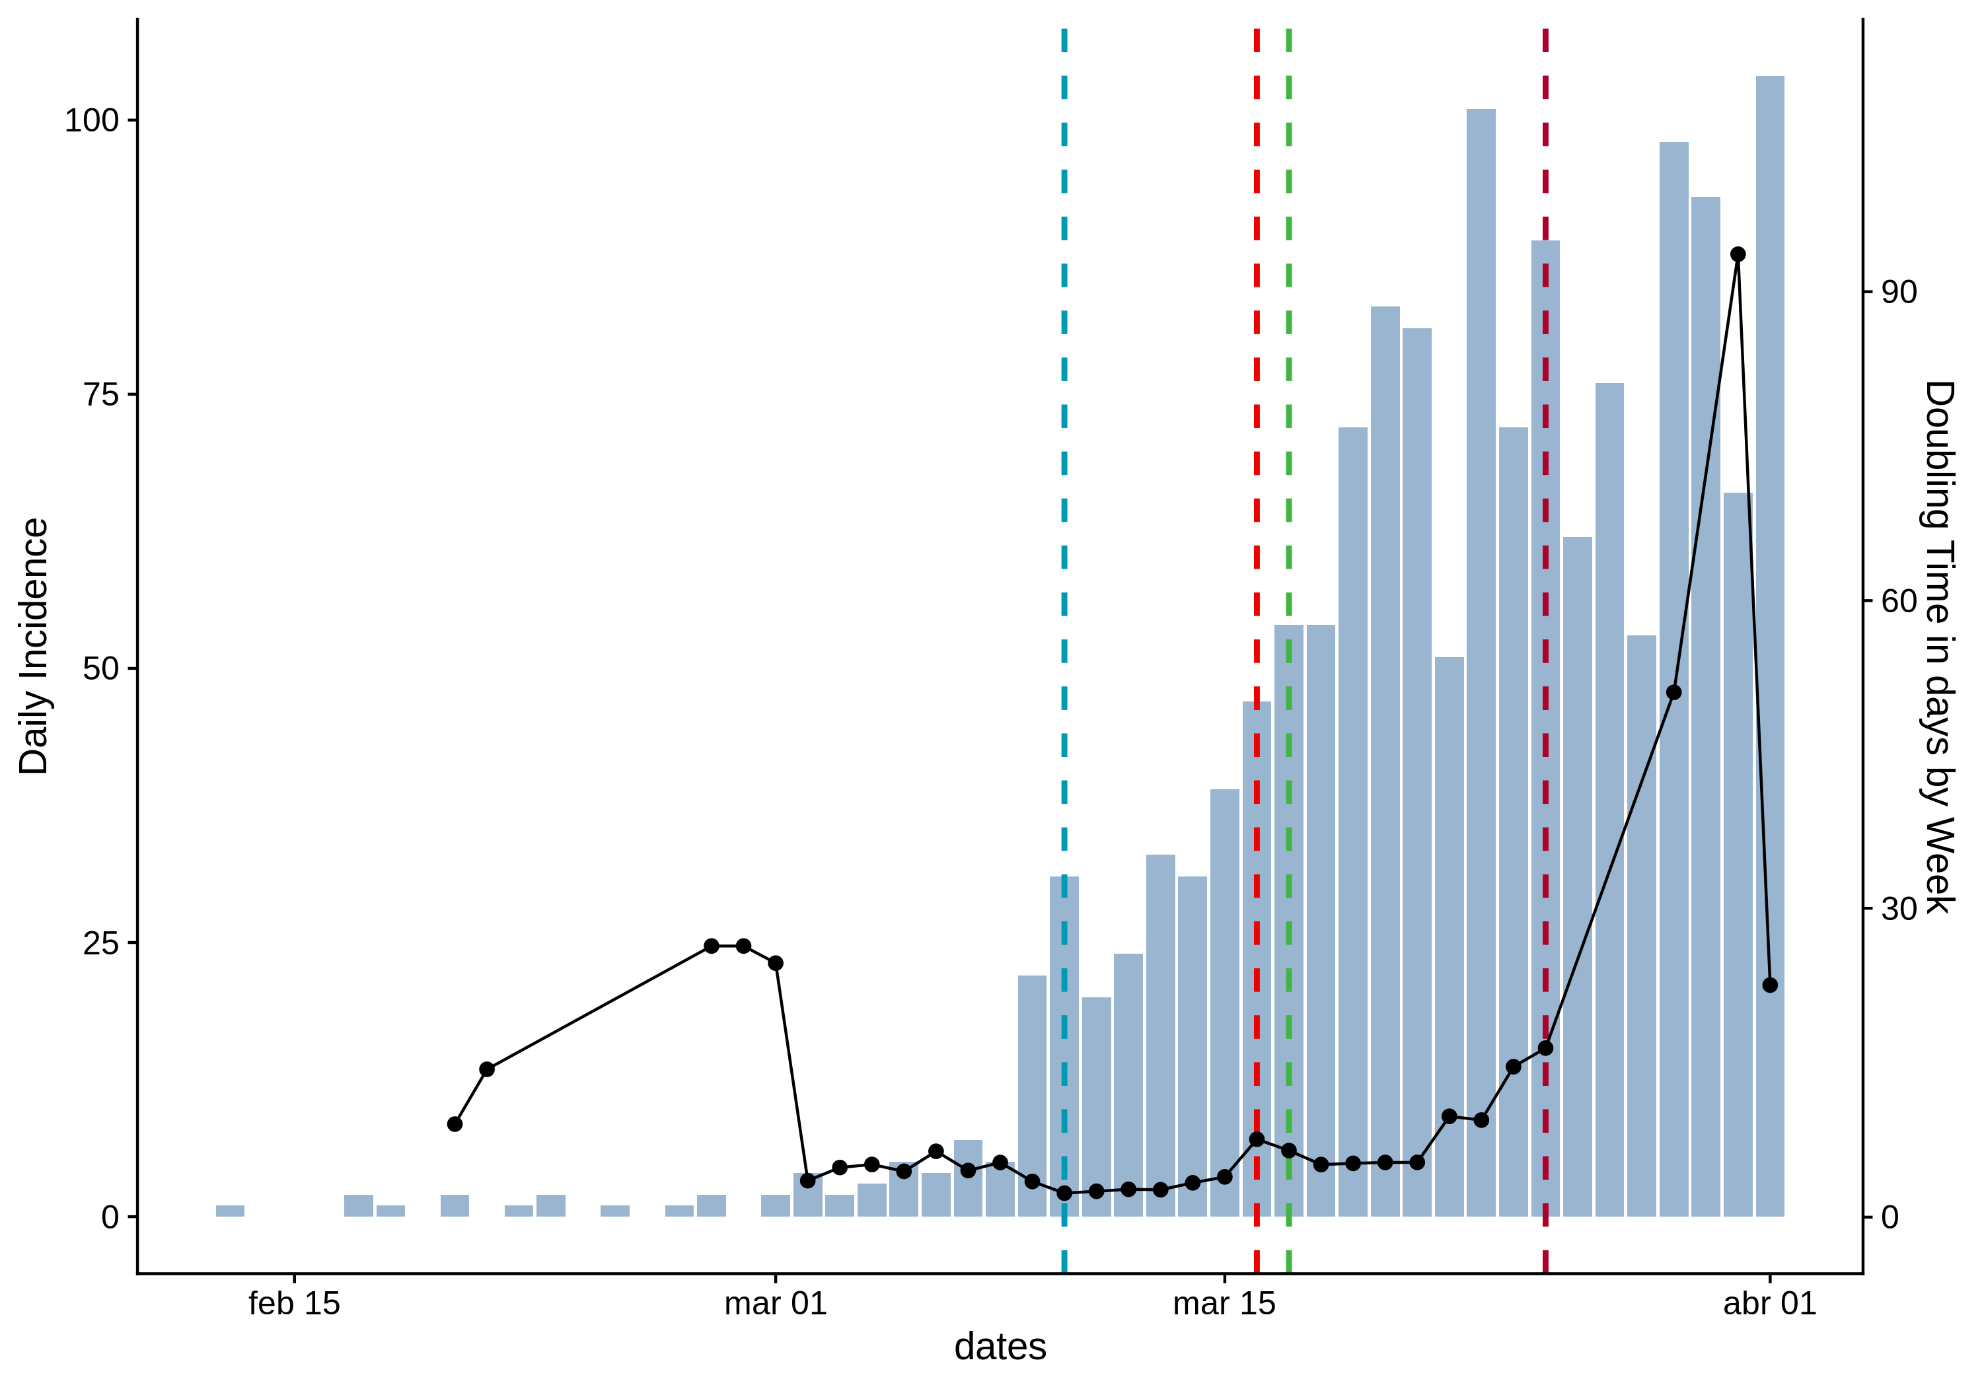 100
75
50
25
0
Daily Incidence
90
60
30
0
Doubling Time in days by Week
feb 15
mar 01
mar 15
abr 01
dates